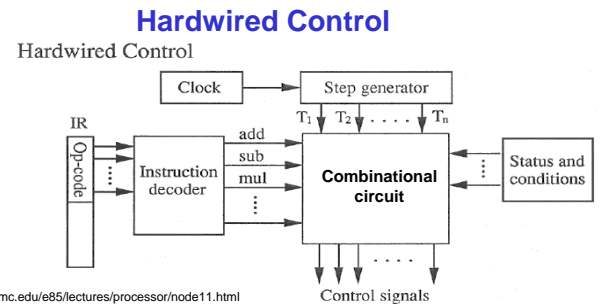 Hardwired Control
Hardwired Control
Clock
Step generator
T1 T2 . . . . Tn
IR
Op-code
Instruction
decoder
add
sub
mul
Combinational
circuit
Status and
conditions
Control signals
mc.edu/e85/lectures/processor/node11.html